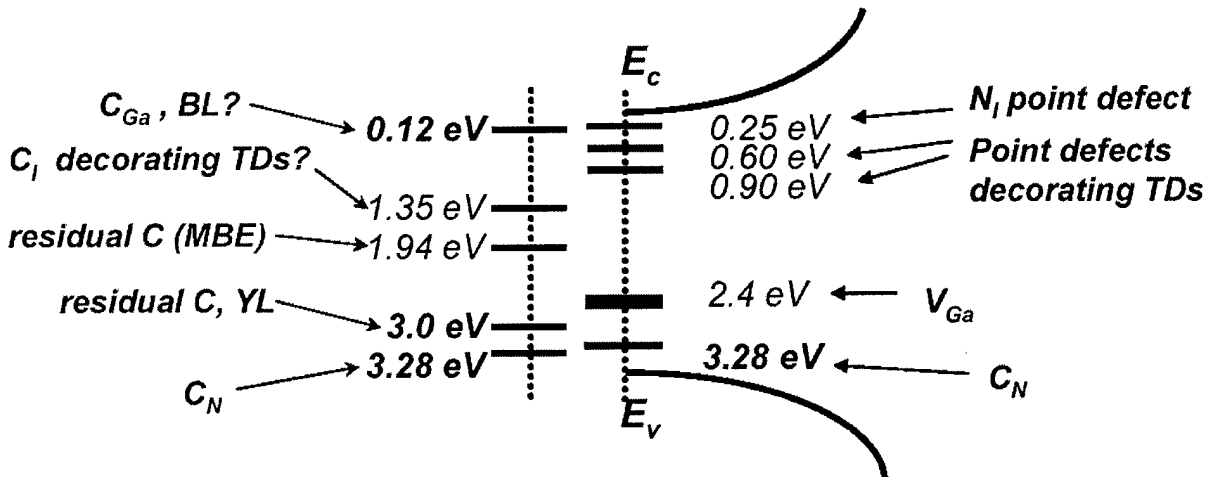 E_c
C_Ga , BL?
0.12 eV
C_I decorating TDs?
1.35 eV
residual C (MBE)
1.94 eV
residual C, YL
3.0 eV
3.28 eV
C_N
0.25 eV
N_I point defect
0.60 eV
Point defects
0.90 eV
decorating TDs
2.4 eV
V_Ga
3.28 eV
C_N
E_v